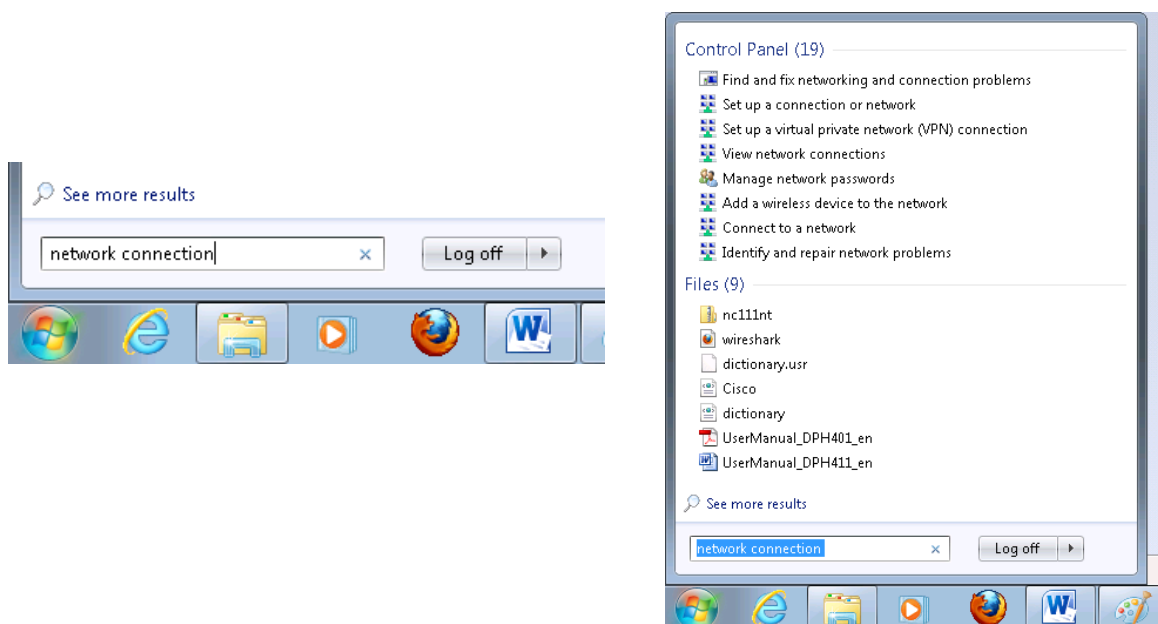 See more results
network connection
Log off
Control Panel (19)
Find and fix networking and connection problems
Set up a connection or network
Set up a virtual private network (VPN) connection
View network connections
Manage network passwords
Add a wireless device to the network
Connect to a network
Identify and repair network problems
Files (9)
nc111nt
wireshark
dictionary.usr
Cisco
dictionary
UserManual_DPH401_en
UserManual_DPH411_en
See more results
network connection
Log off